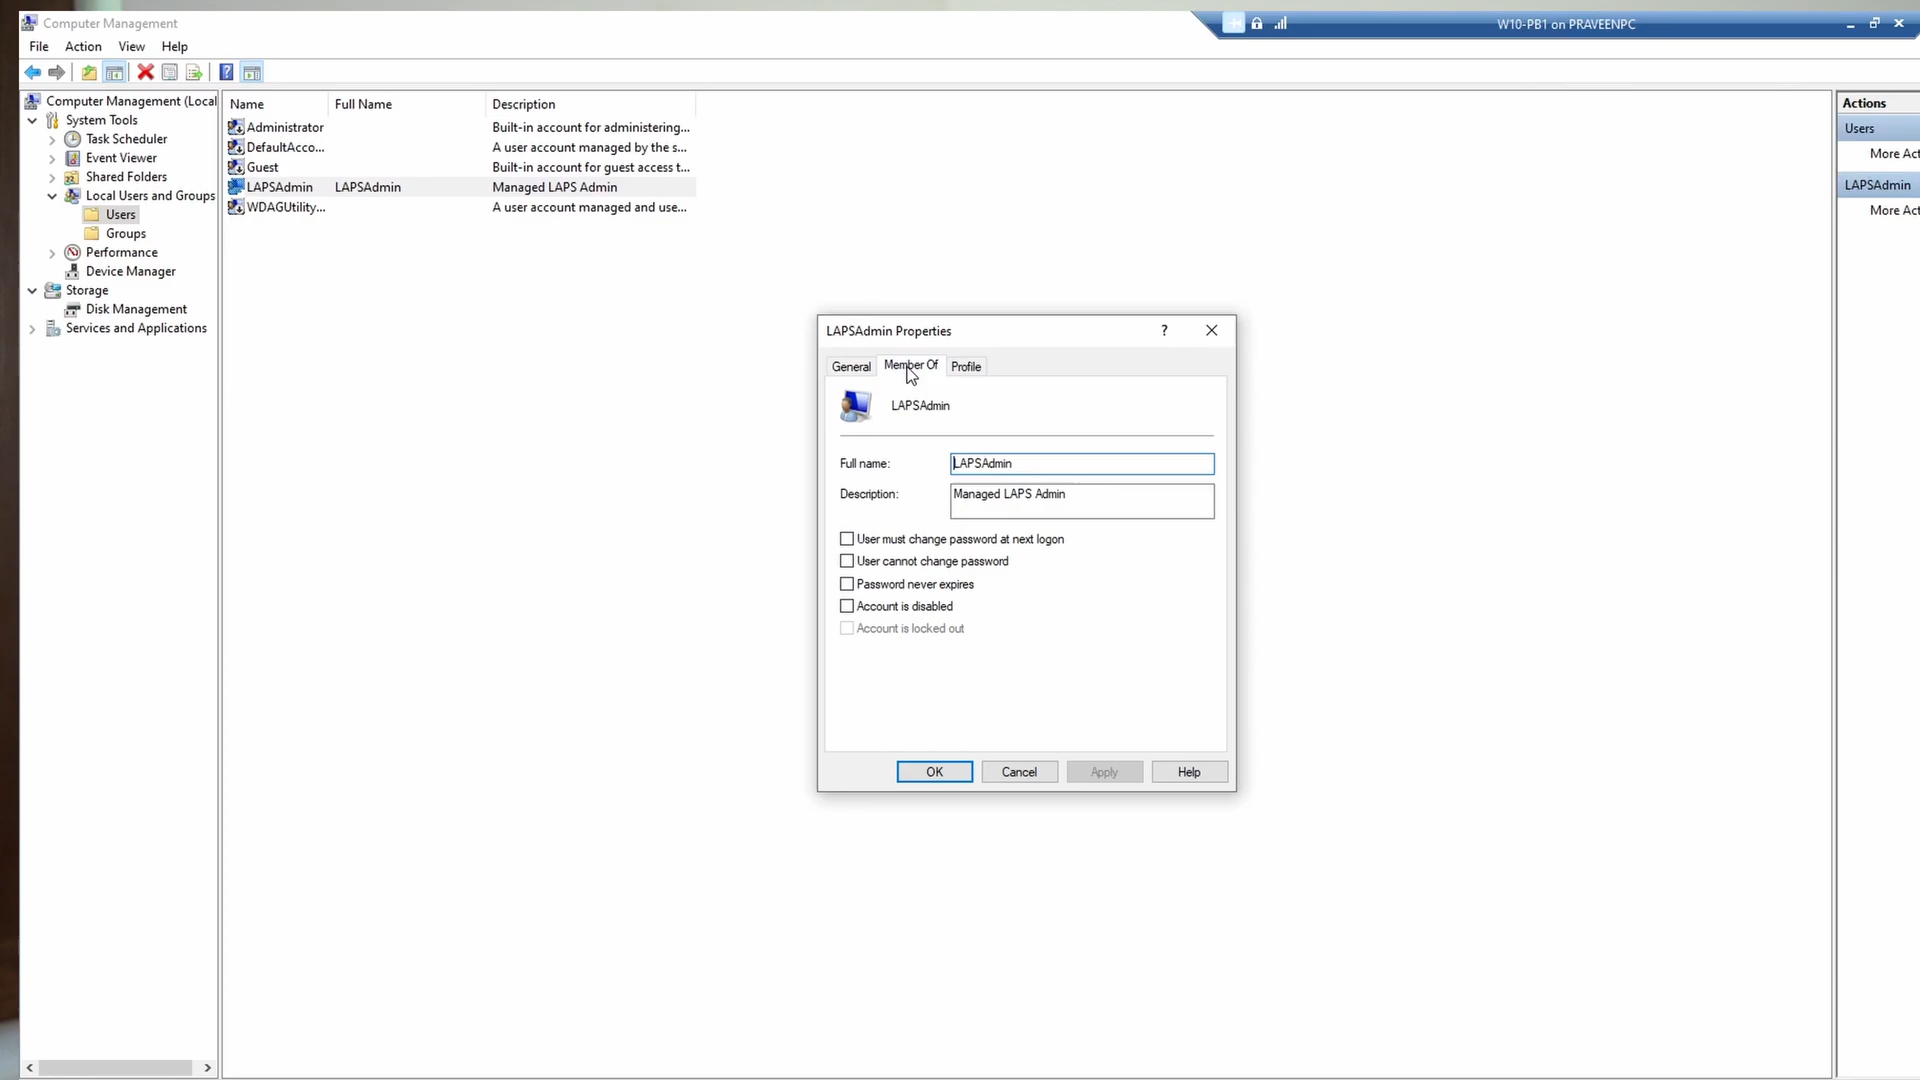 Computer Management
W10-PB1 on PRAVEENPC
File Action View Help
Computer Management (Local
System Tools
Task Scheduler
Event Viewer
Shared Folders
Local Users and Groups
Users
Groups
Performance
Device Manager
Storage
Disk Management
Services and Applications
Name Full Name Description
Administrator Built-in account for administering...
DefaultAcco... A user account managed by the s...
Guest Built-in account for guest access t...
LAPSAdmin LAPSAdmin Managed LAPS Admin
WDAGUtility... A user account managed and use...
LAPSAdmin Properties
General Member Of Profile
LAPSAdmin
Full name: LAPSAdmin
Description: Managed LAPS Admin
User must change password at next logon
User cannot change password
Password never expires
Account is disabled
Account is locked out
OK Cancel Apply Help
Actions
Users
More Act
LAPSAdmin
More Act